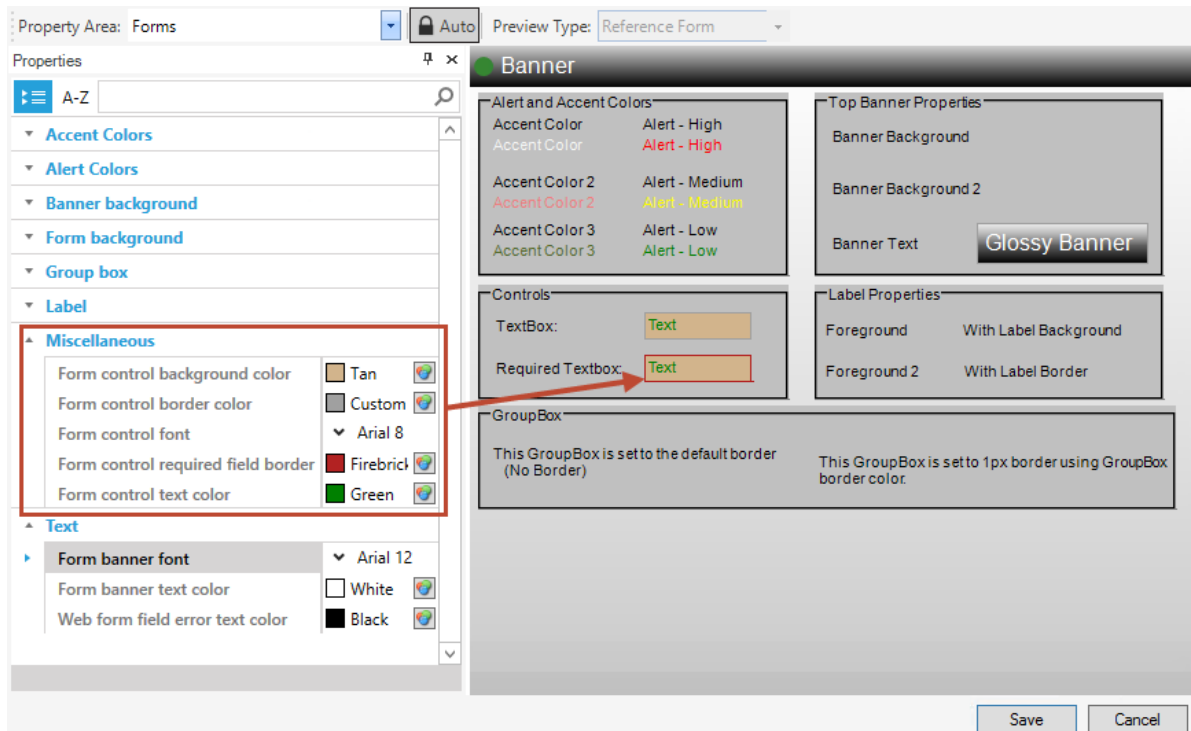 Property Area: Forms Auto Preview Type: Reference Form
Properties
A-Z
Accent Colors
Alert Colors
Banner background
Form background
Group box
Label
Miscellaneous
Form control background color Tan
Form control border color Custom
Form control font Arial 8
Form control required field border Firebrick
Form control text color Green
Text
Form banner font Arial 12
Form banner text color White
Web form field error text color Black
Banner
Alert and Accent Colors
Accent Color Alert - High
Accent Color Alert - High
Accent Color 2 Alert - Medium
Accent Color 2 Alert - Medium
Accent Color 3 Alert - Low
Accent Color 3 Alert - Low
Top Banner Properties
Banner Background
Banner Background 2
Banner Text Glossy Banner
Controls
TextBox: Text
Required Textbox: Text
Label Properties
Foreground With Label Background
Foreground 2 With Label Border
GroupBox
This GroupBox is set to the default border
(No Border)
This GroupBox is set to 1px border using GroupBox
border color.
Save Cancel